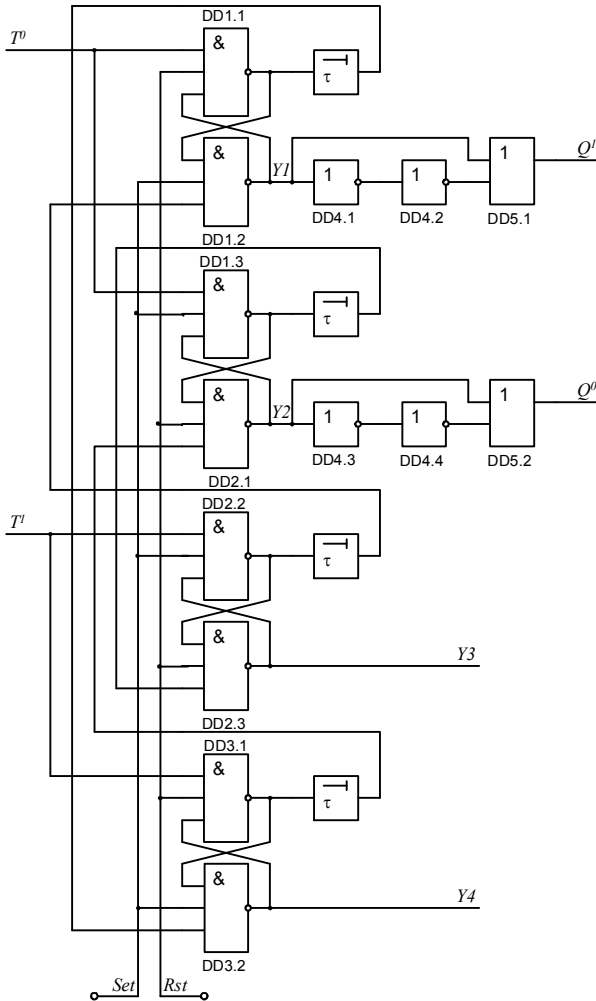 DD1.1
T⁰
&
τ
&
Y1
1
1
1
Q¹
DD4.1
DD4.2
DD5.1
DD1.2
DD1.3
&
τ
&
Y2
1
1
1
Q⁰
DD4.3
DD4.4
DD5.2
DD2.1
DD2.2
T¹
&
τ
&
Y3
DD2.3
DD3.1
&
τ
&
Y4
DD3.2
Set
Rst